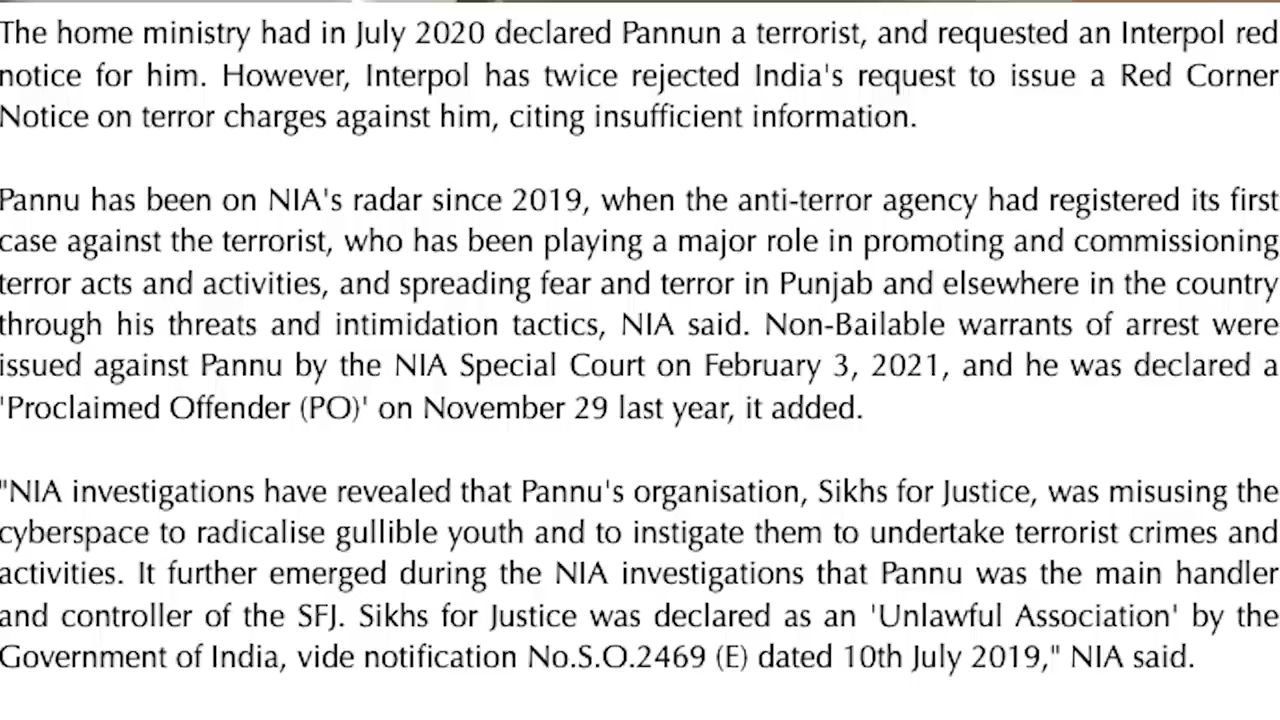 The home ministry had in July 2020 declared Pannun a terrorist, and requested an Interpol red
notice for him. However, Interpol has twice rejected India's request to issue a Red Corner
Notice on terror charges against him, citing insufficient information.
Pannu has been on NIA's radar since 2019, when the anti-terror agency had registered its first
case against the terrorist, who has been playing a major role in promoting and commissioning
terror acts and activities, and spreading fear and terror in Punjab and elsewhere in the country
through his threats and intimidation tactics, NIA said. Non-Bailable warrants of arrest were
issued against Pannu by the NIA Special Court on February 3, 2021, and he was declared a
'Proclaimed Offender (PO)' on November 29 last year, it added.
"NIA investigations have revealed that Pannu's organisation, Sikhs for Justice, was misusing the
cyberspace to radicalise gullible youth and to instigate them to undertake terrorist crimes and
activities. It further emerged during the NIA investigations that Pannu was the main handler
and controller of the SFJ. Sikhs for Justice was declared as an 'Unlawful Association' by the
Government of India, vide notification No.S.O.2469 (E) dated 10th July 2019," NIA said.